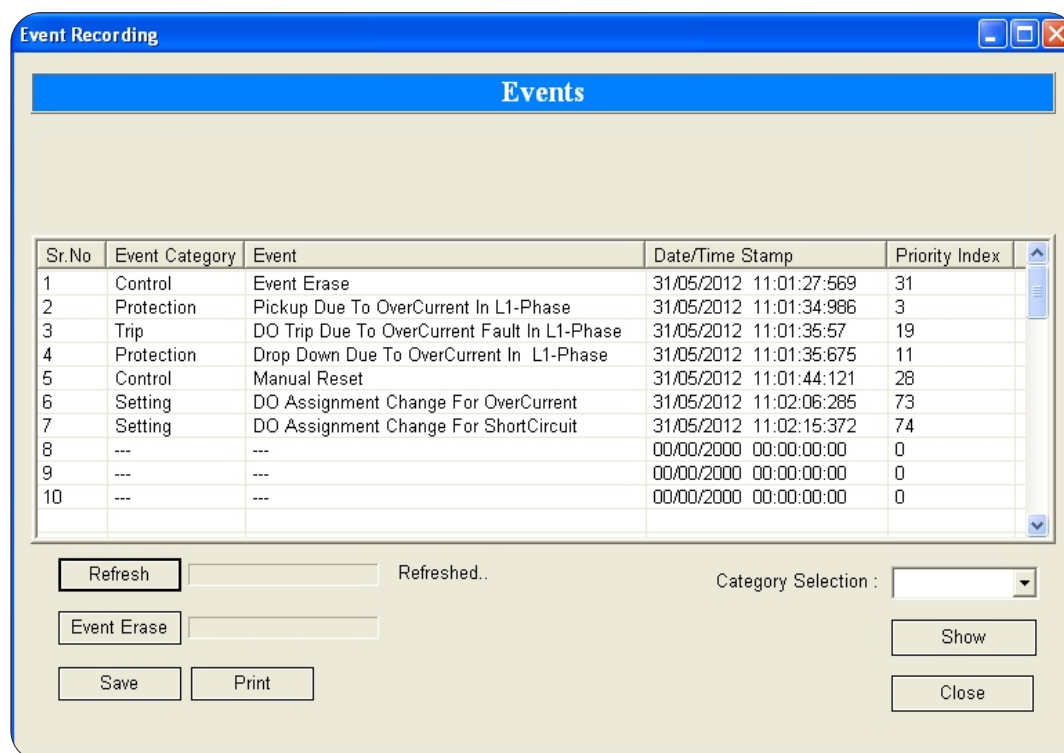 Event Recording
Events
Sr.No Event Category Event Date/Time Stamp Priority Index
1 Control Event Erase 31/05/2012 11:01:27:569 31
2 Protection Pickup Due To OverCurrent In L1-Phase 31/05/2012 11:01:34:986 3
3 Trip DO Trip Due To OverCurrent Fault In L1-Phase 31/05/2012 11:01:35:57 19
4 Protection Drop Down Due To OverCurrent In L1-Phase 31/05/2012 11:01:35:675 11
5 Control Manual Reset 31/05/2012 11:01:44:121 28
6 Setting DO Assignment Change For OverCurrent 31/05/2012 11:02:06:285 73
7 Setting DO Assignment Change For ShortCircuit 31/05/2012 11:02:15:372 74
8 --- --- 00/00/2000 00:00:00:00 0
9 --- --- 00/00/2000 00:00:00:00 0
10 --- --- 00/00/2000 00:00:00:00 0
Refresh Refreshed.. Category Selection :
Event Erase Show
Save Print Close